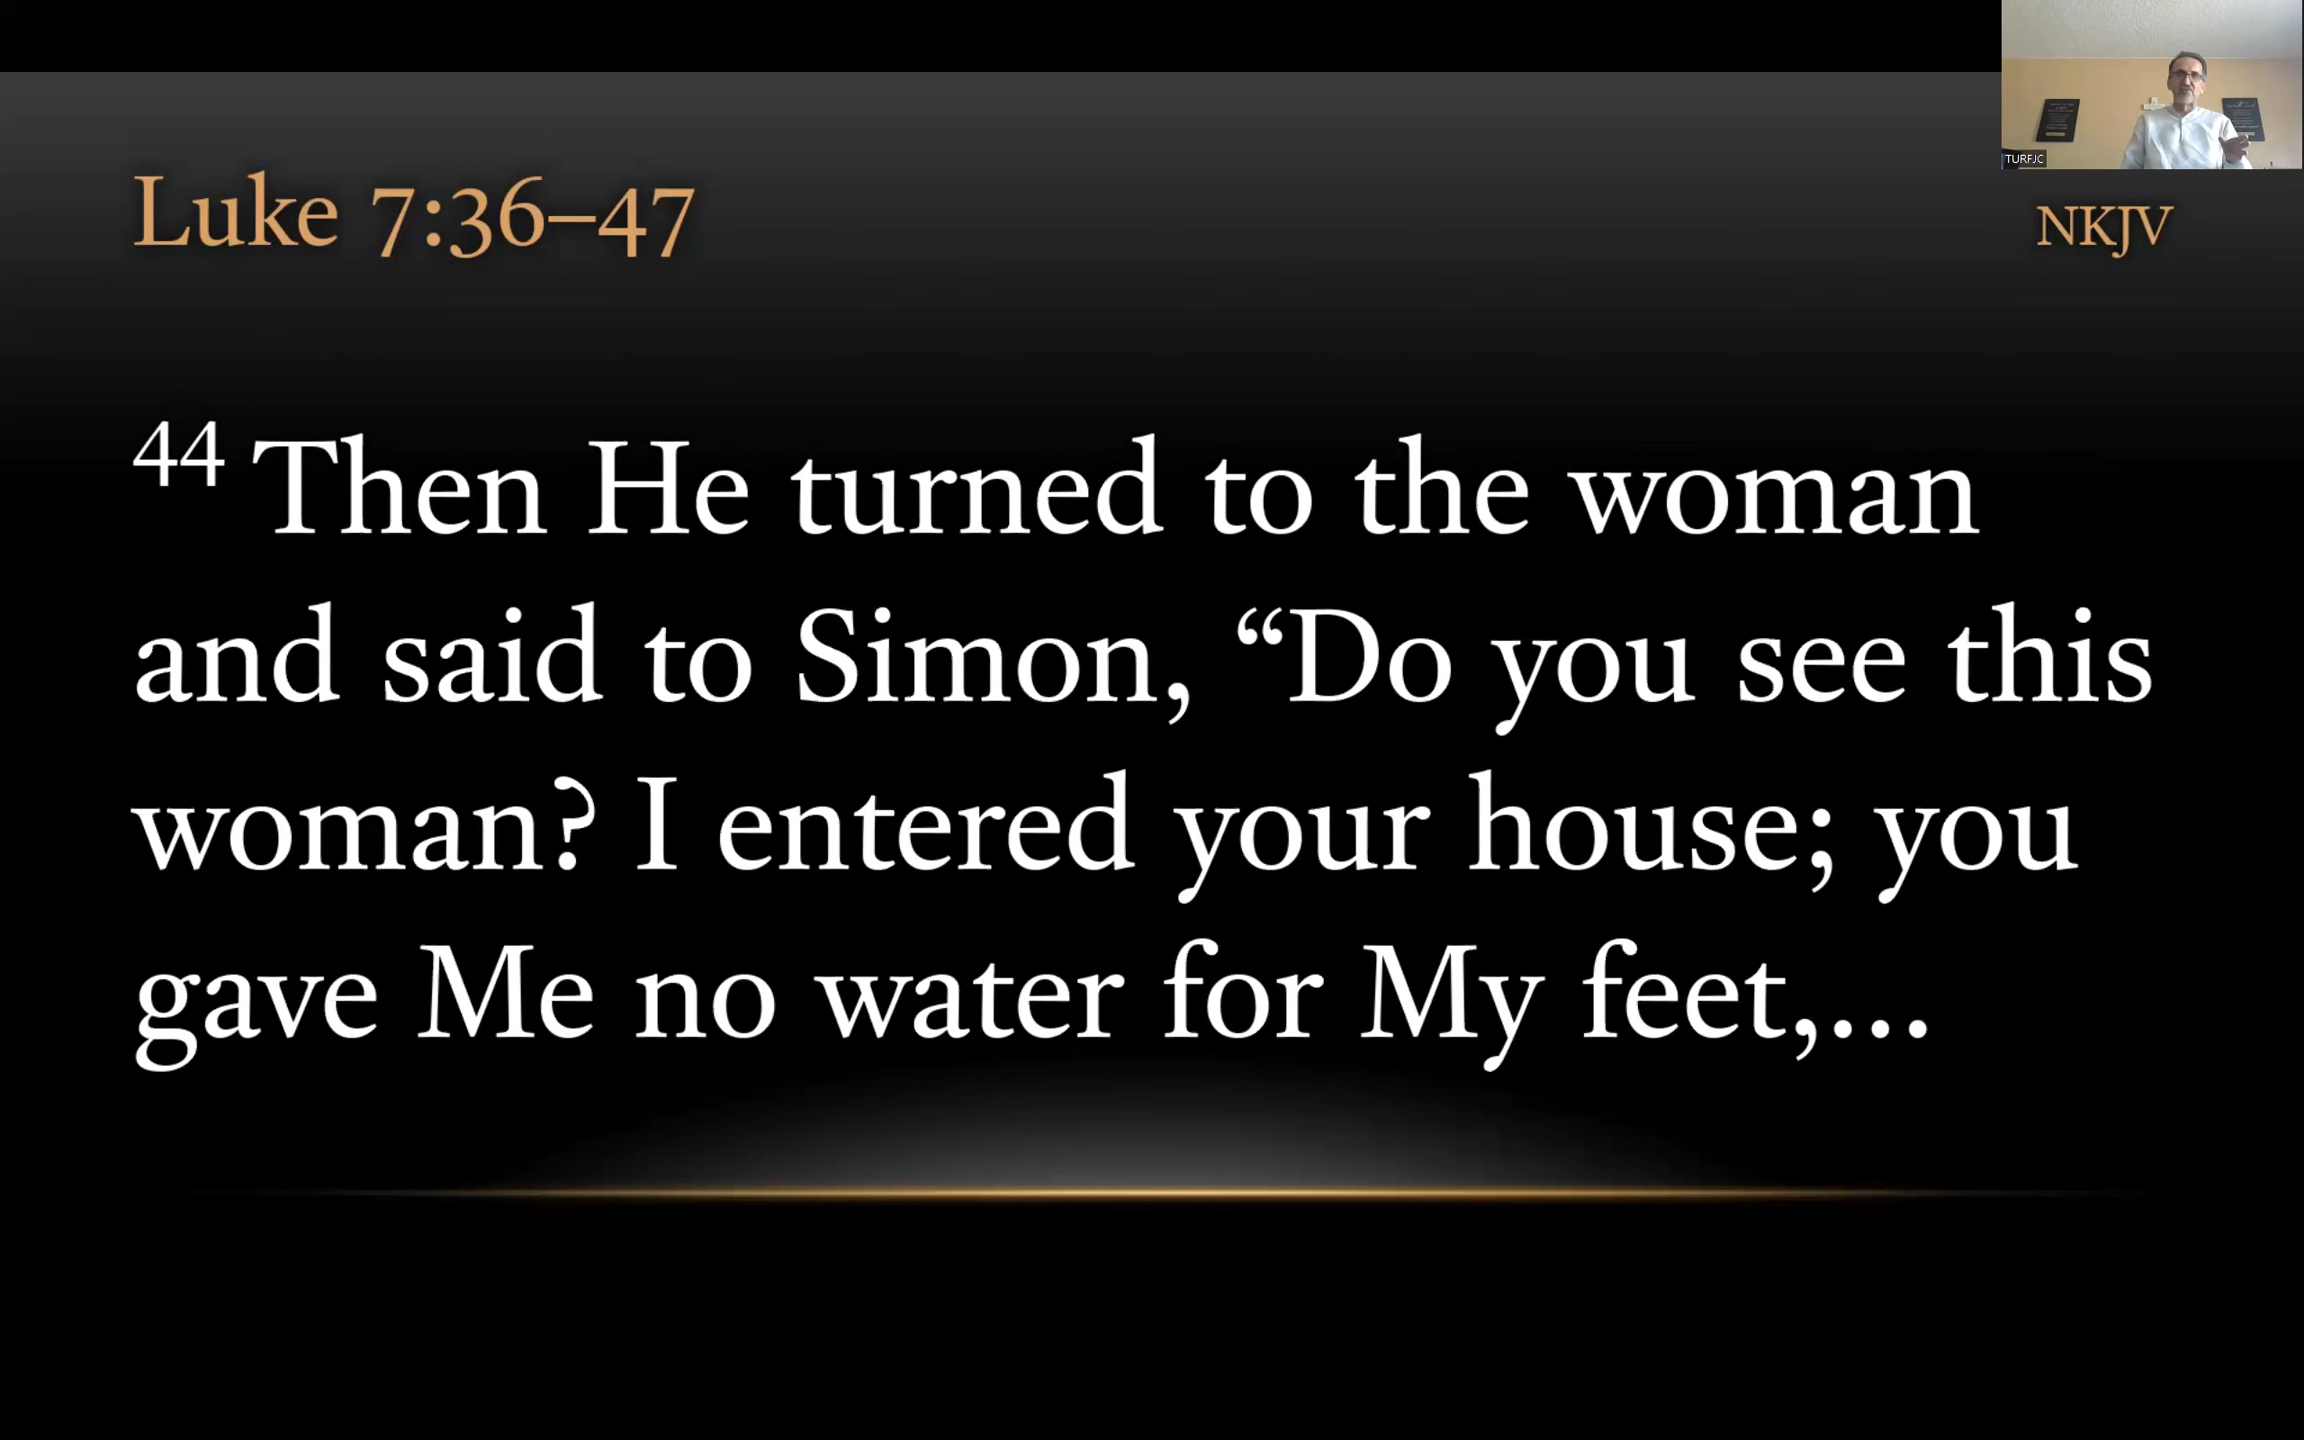 TURFJC
Luke 7:36–47
NKJV
44 Then He turned to the woman
and said to Simon, “Do you see this
woman? I entered your house; you
gave Me no water for My feet,...